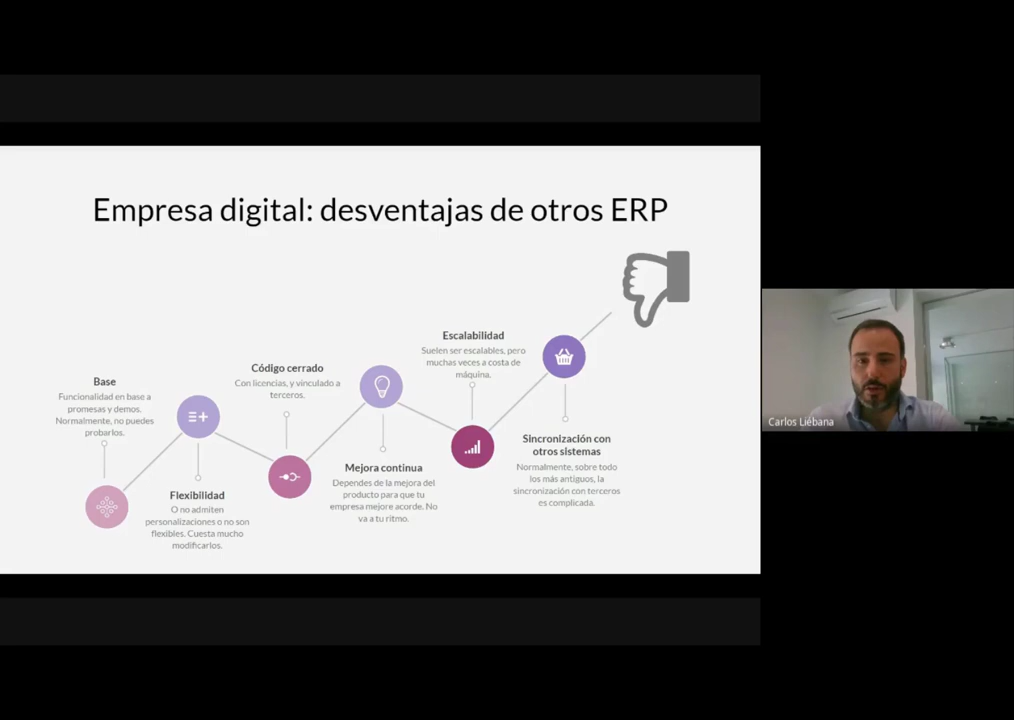 Empresa digital: desventajas de otros ERP
Base
Funcionalidad en base a
promesas y demos.
Normalmente, no puedes
probarlos.
Flexibilidad
O no admiten
personalizaciones o no son
flexibles. Cuesta mucho
modificarlos.
Código cerrado
Con licencias, y vinculado a
terceros.
Mejora continua
Dependes de la mejora del
producto para que tu
empresa mejore acorde. No
va a tu ritmo.
Escalabilidad
Suelen ser escalables, pero
muchas veces a costa de
máquina.
Sincronización con
otros sistemas
Normalmente, sobre todo
los más antiguos, la
sincronización con terceros
es complicada.
Carlos Liébana